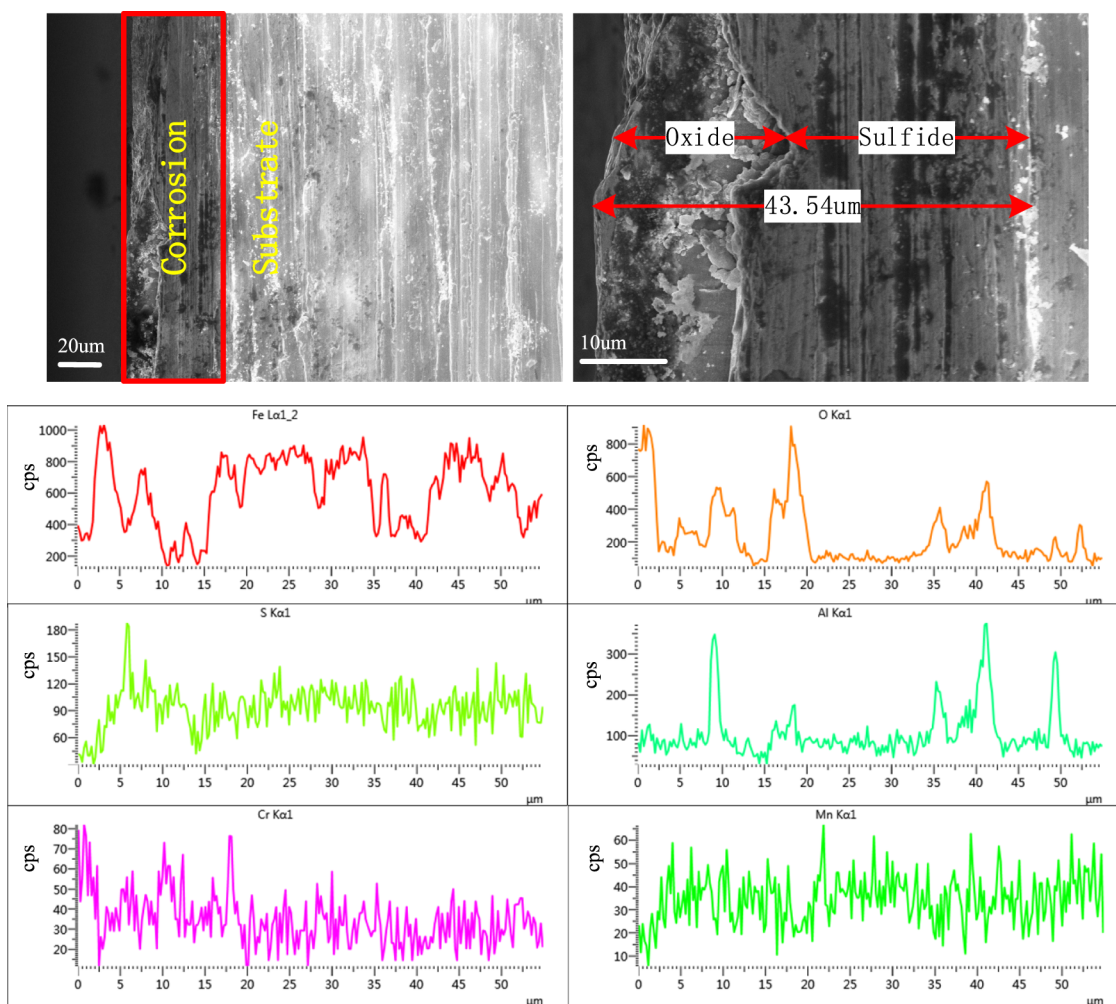 Corrosion
Substrate
20um
Oxide
Sulfide
43.54um
10um
Fe Lα1_2
cps
1000
800
600
400
200
0 5 10 15 20 25 30 35 40 45 50
µm
O Kα1
cps
800
600
400
200
0 5 10 15 20 25 30 35 40 45 50
µm
S Kα1
cps
180
150
120
90
60
0 5 10 15 20 25 30 35 40 45 50
µm
Al Kα1
cps
300
200
100
0 5 10 15 20 25 30 35 40 45 50
µm
Cr Kα1
cps
80
70
60
50
40
30
20
0 5 10 15 20 25 30 35 40 45 50
µm
Mn Kα1
cps
60
50
40
30
20
10
0 5 10 15 20 25 30 35 40 45 50
µm